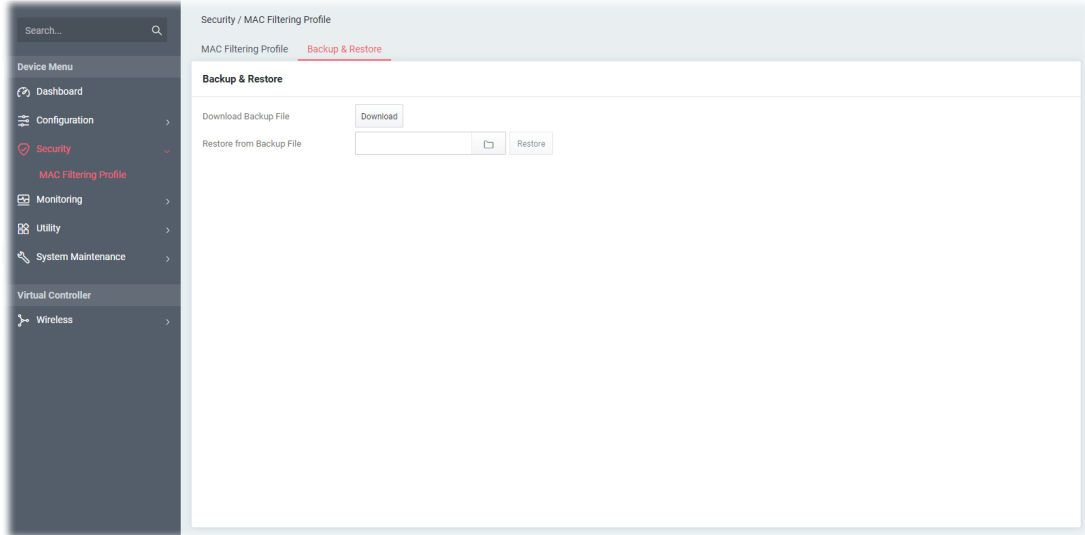 Search...
Device Menu
Dashboard
Configuration
Security
MAC Filtering Profile
Monitoring
Utility
System Maintenance
Virtual Controller
Wireless
Security / MAC Filtering Profile
MAC Filtering Profile Backup & Restore
Backup & Restore
Download Backup File Download
Restore from Backup File Restore